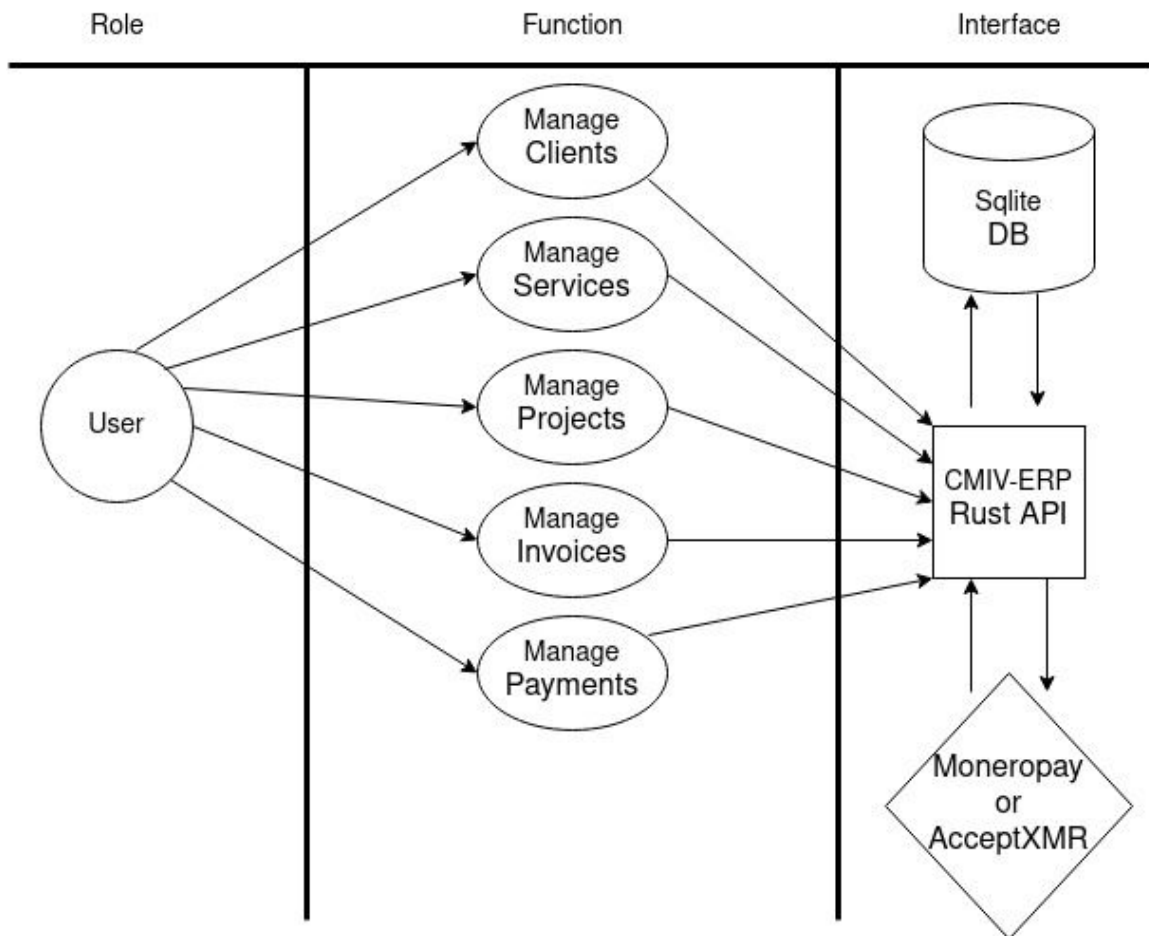 Role
Function
Interface
Manage
Clients
Manage
Services
Manage
Projects
Manage
Invoices
Manage
Payments
User
Sqlite
DB
CMIV-ERP
Rust API
Moneropay
or
AcceptXMR